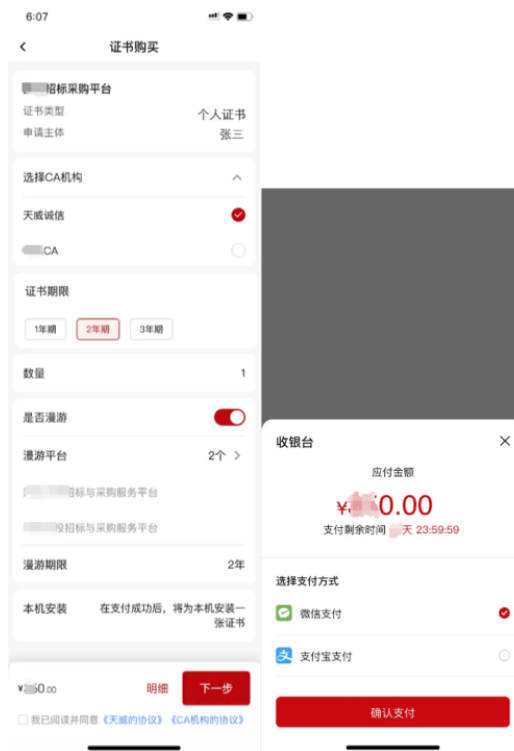 6:07
证书购买
招标采购平台
证书类型 个人证书
申请主体 张三
选择CA机构
天威诚信
CA
证书期限
1年期 2年期 3年期
数量 1
是否漫游
漫游平台 2个
招标与采购服务平台
投招标与采购服务平台
漫游期限 2年
本机安装 在支付成功后，将为本机安装一
张证书
50.00 明细 下一步
我已阅读并同意《天威的协议》《CA机构的协议》
收银台
应付金额
¥ 0.00
支付剩余时间 天 23:59:59
选择支付方式
微信支付
支付宝支付
确认支付